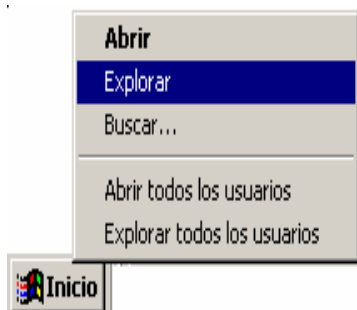 Abrir
Explorar
Buscar...
Abrir todos los usuarios
Explorar todos los usuarios
Inicio